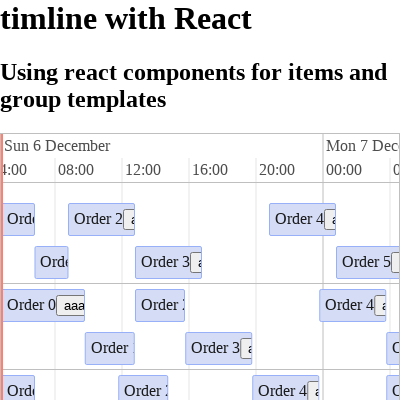 timline with React
Using react components for items and
group templates
Sun 6 December Mon 7 Dec
4:00 08:00 12:00 16:00 20:00 00:00
Order 2 Order 4
Order 3 Order 5
Order 0 aaa Order Order 4
Order Order 3
Order 4